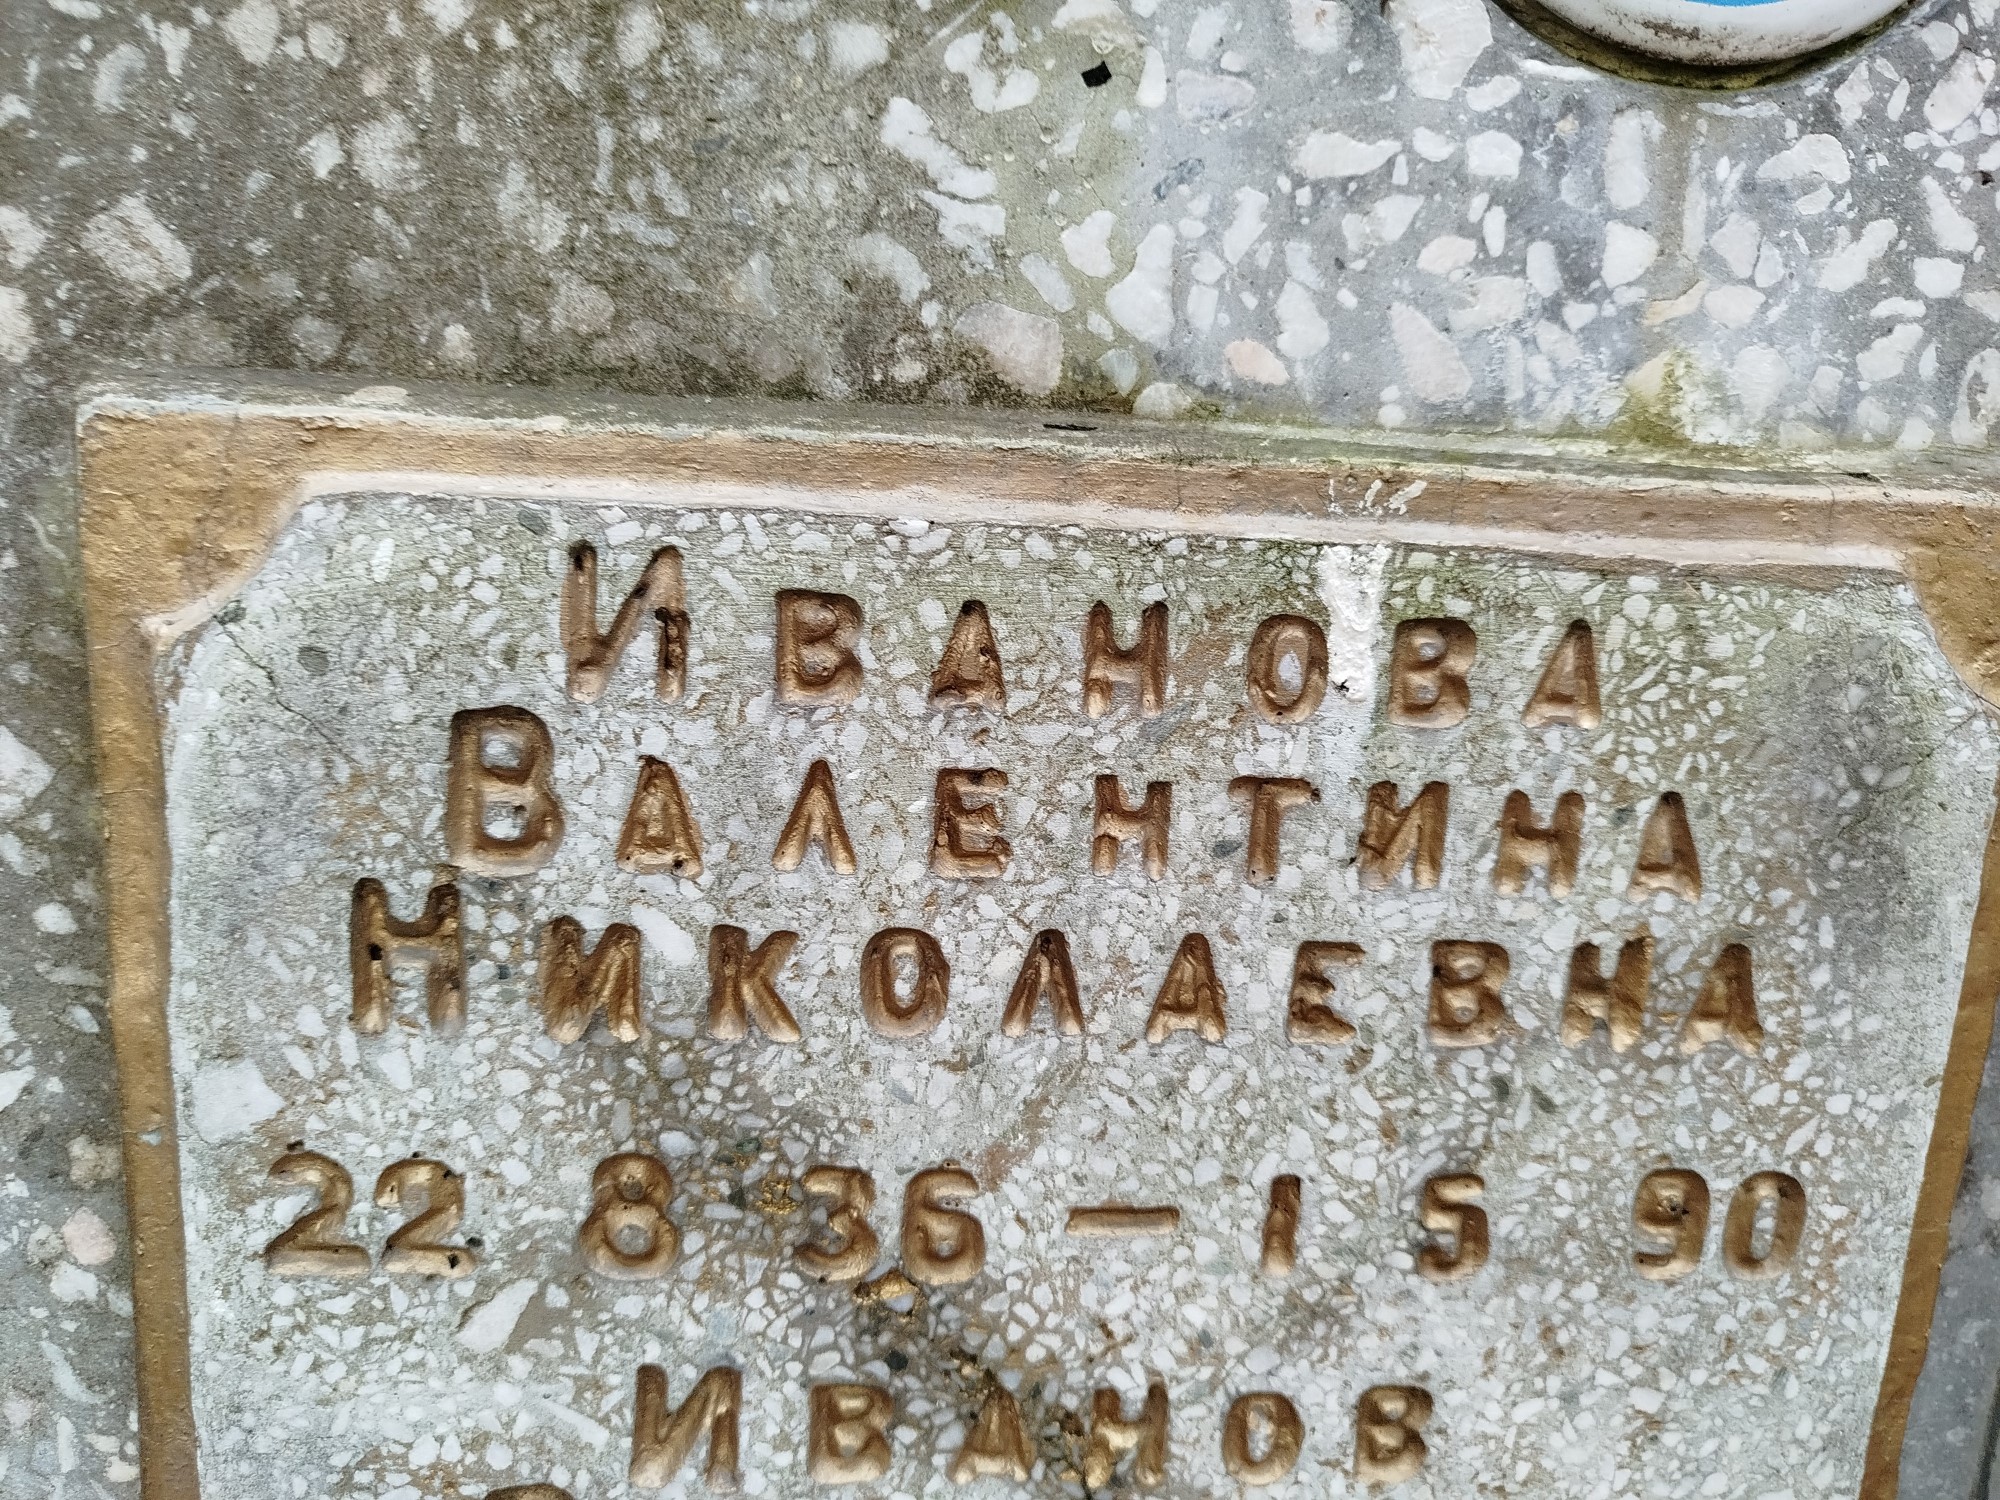 Иванова
Валентина
Николаевна
22 8 36 — 1 5 90
Иванов